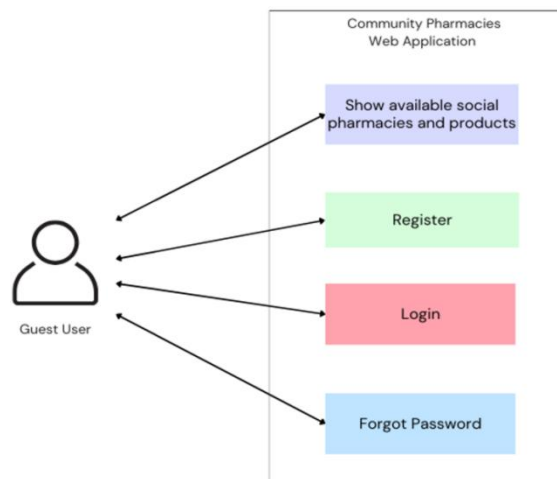 Community Pharmacies
Web Application
Show available social
pharmacies and products
Register
Login
Guest User
Forgot Password